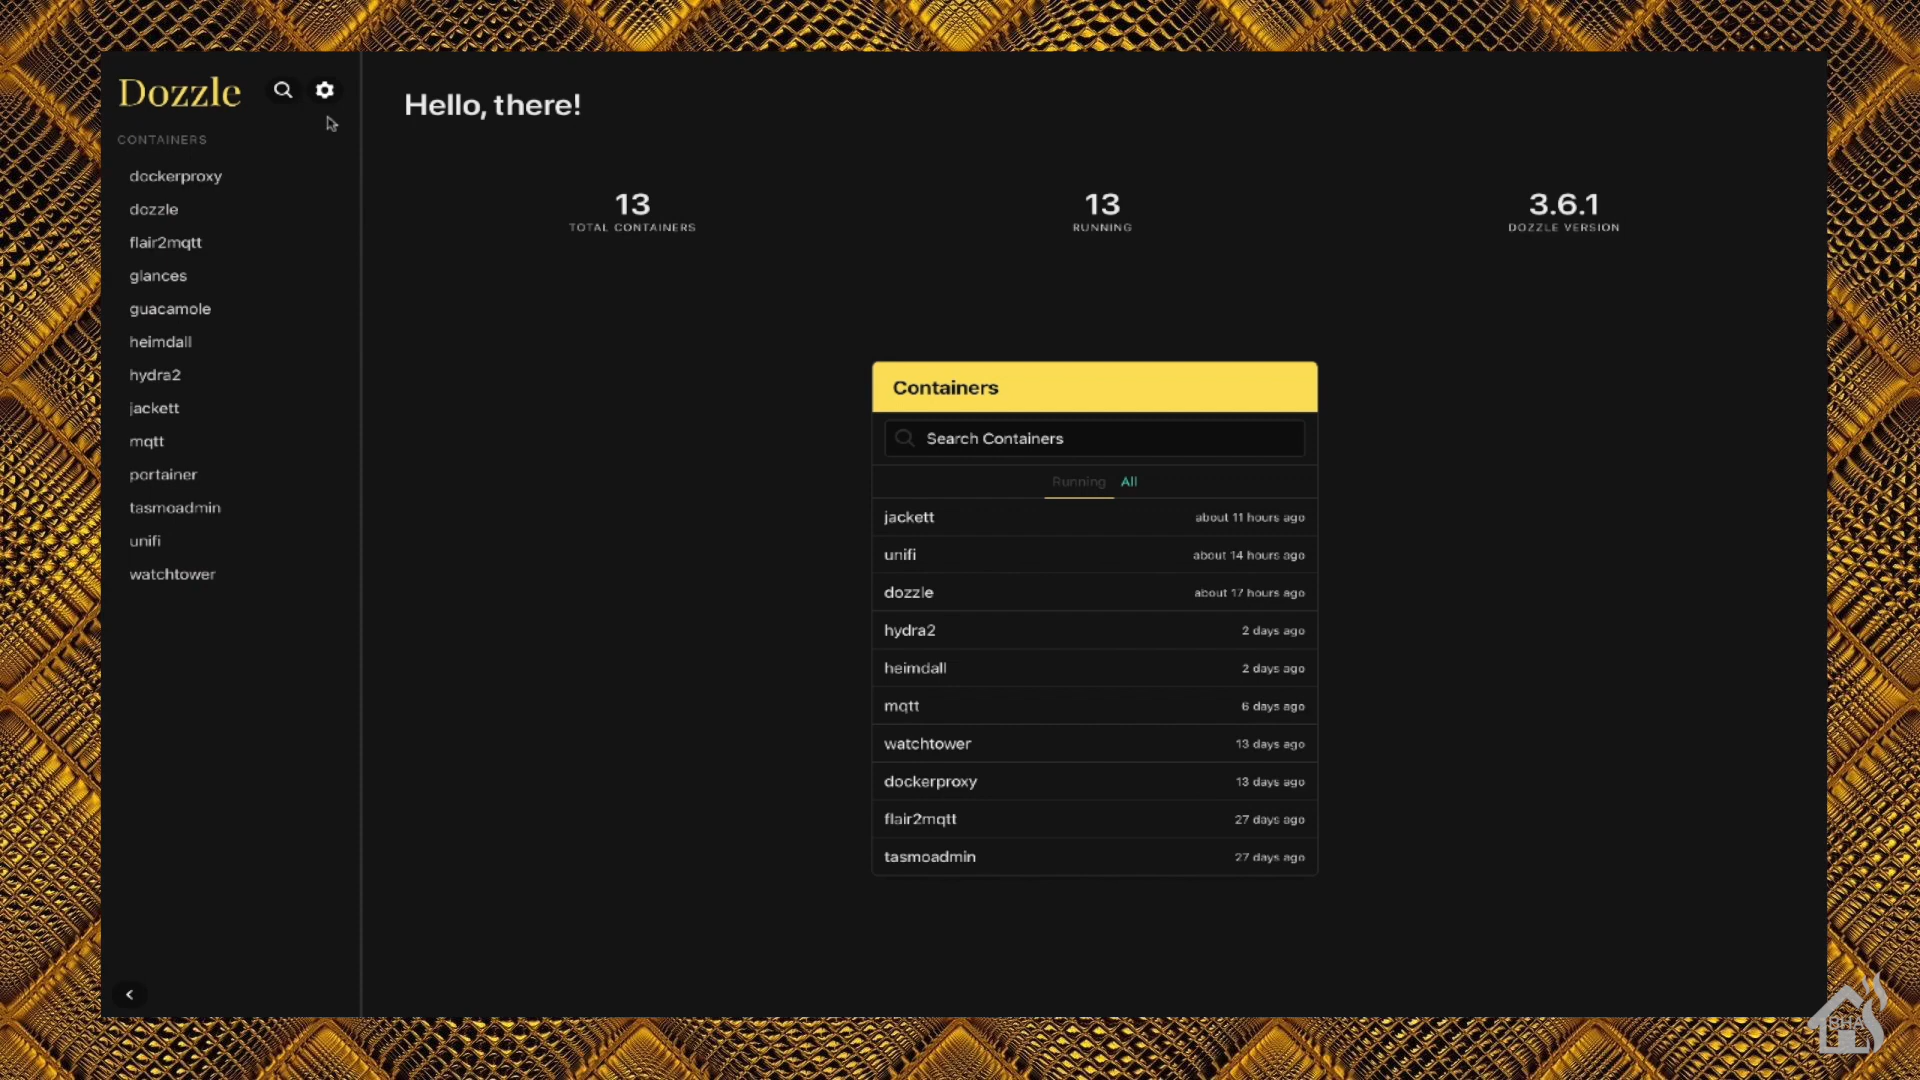 Dozzle
CONTAINERS
dockerproxy
dozzle
flair2mqtt
glances
guacamole
heimdall
hydra2
jackett
mqtt
portainer
tasmoadmin
unifi
watchtower
Hello, there!
13
TOTAL CONTAINERS
13
RUNNING
3.6.1
DOZZLE VERSION
Containers
Search Containers
Running All
jackett about 11 hours ago
unifi about 14 hours ago
dozzle about 17 hours ago
hydra2 2 days ago
heimdall 2 days ago
mqtt 6 days ago
watchtower 13 days ago
dockerproxy 13 days ago
flair2mqtt 27 days ago
tasmoadmin 27 days ago
BHA